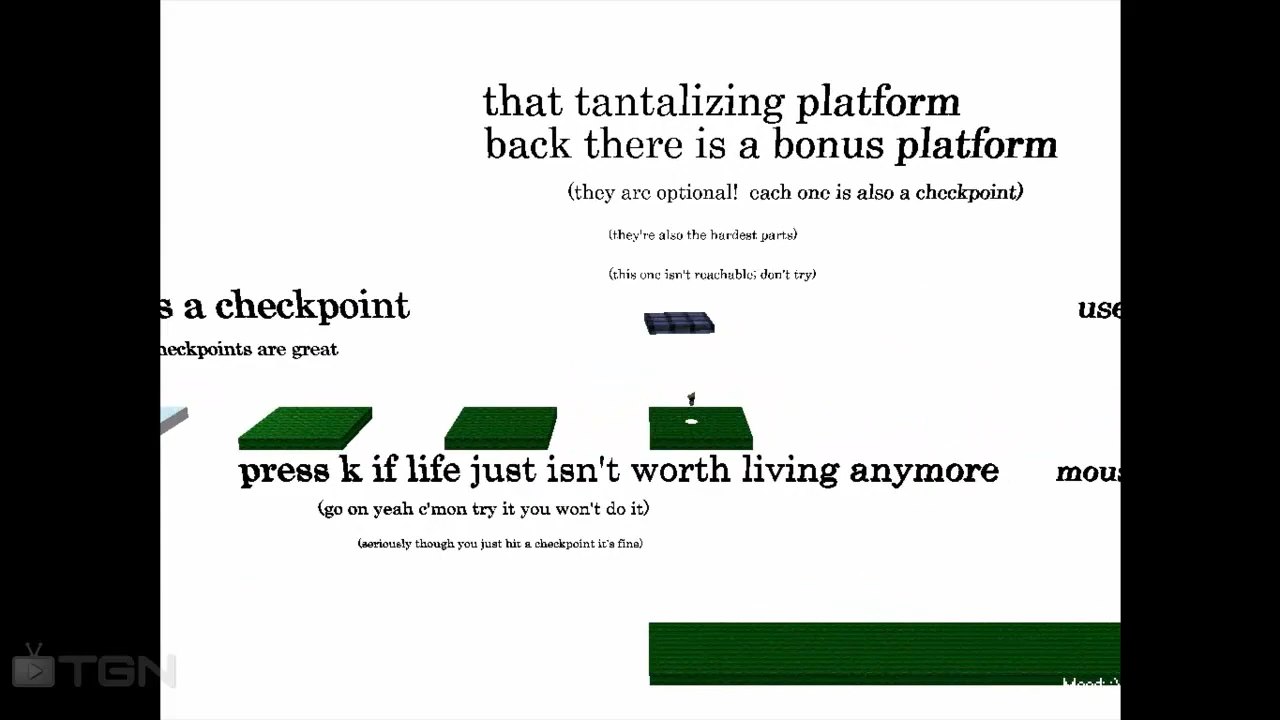 that tantalizing platform
back there is a bonus platform
(they are optional! each one is also a checkpoint)
(they're also the hardest parts)
(this one isn't reachable; don't try)
s a checkpoint
use
heckpoints are great
press k if life just isn't worth living anymore
mous
(go on yeah c'mon try it you won't do it)
(seriously though you just hit a checkpoint it's fine)
TGN